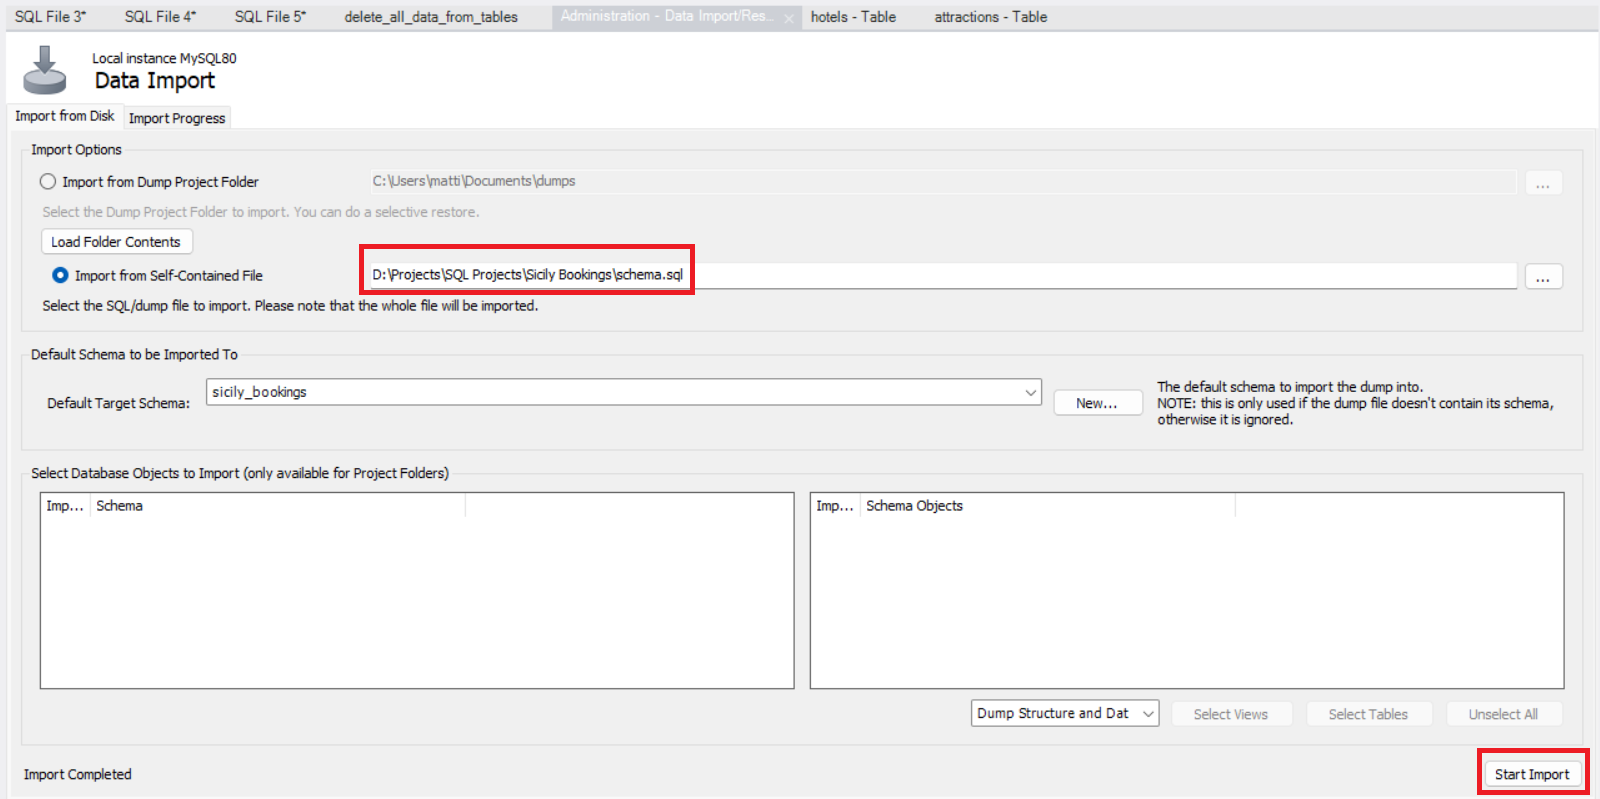 SQL File 3*
SQL File 4*
SQL File 5*
delete_all_data_from_tables
Administration - Data Import/Res...
hotels - Table
attractions - Table
Local instance MySQL80
Data Import
Import from Disk
Import Progress
Import Options
Import from Dump Project Folder
C:\Users\matti\Documents\dumps
...
Select the Dump Project Folder to import. You can do a selective restore.
Load Folder Contents
Import from Self-Contained File
D:\Projects\SQL Projects\Sicily Bookings\schema.sql
...
Select the SQL/dump file to import. Please note that the whole file will be imported.
Default Schema to be Imported To
Default Target Schema:
sicily_bookings
New...
The default schema to import the dump into.
NOTE: this is only used if the dump file doesn't contain its schema,
otherwise it is ignored.
Select Database Objects to Import (only available for Project Folders)
Imp... Schema
Imp... Schema Objects
Dump Structure and Dat
Select Views
Select Tables
Unselect All
Import Completed
Start Import